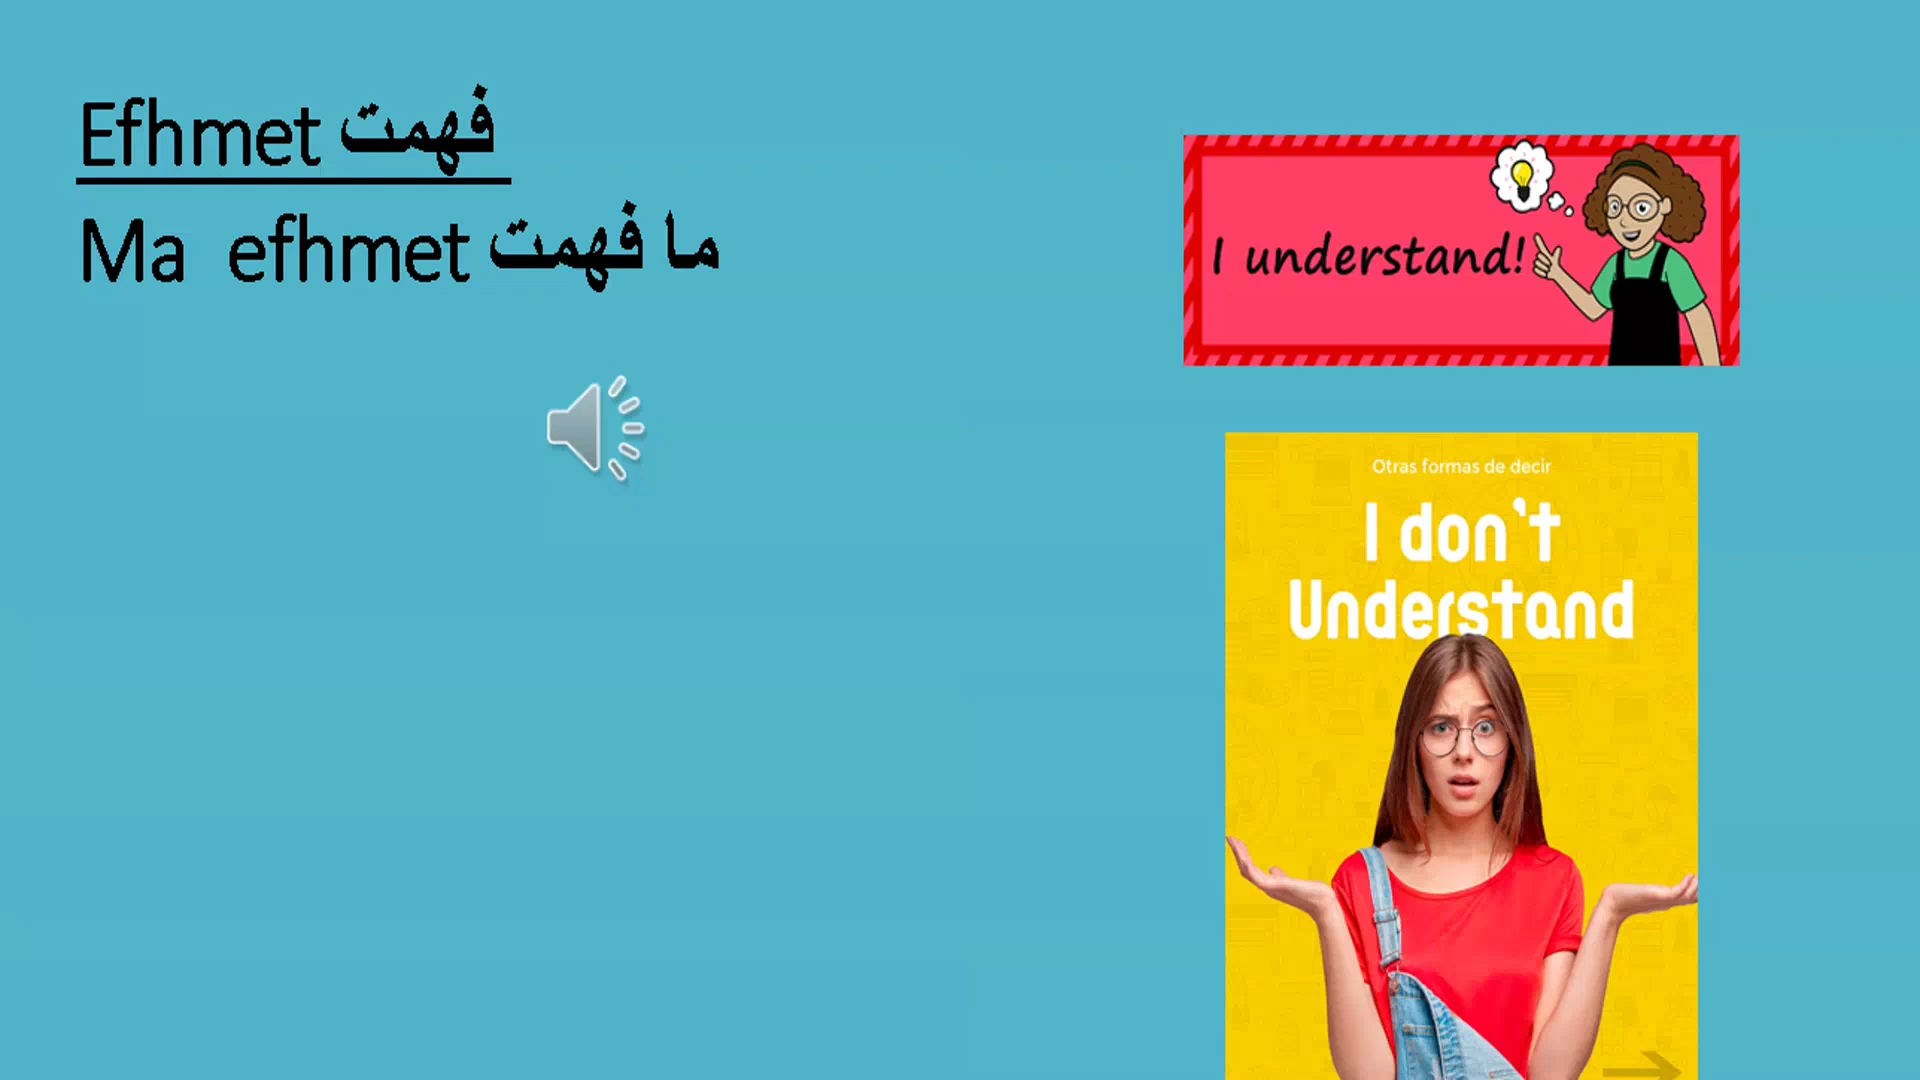 Efhmet فهمت
Ma efhmet ما فهمت
I understand!
Otras formas de decir
I don't
Understand